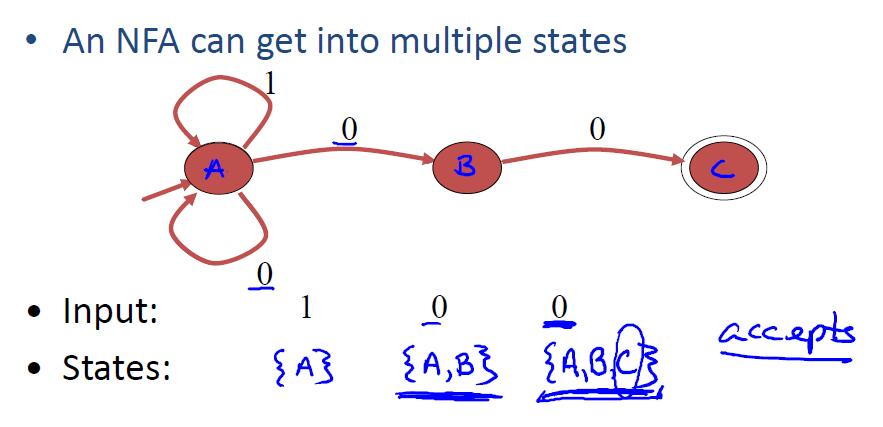 • An NFA can get into multiple states
1
0
0
A
B
C
0
• Input: 1 0 0
accepts
• States: {A} {A,B} {A,B,C}